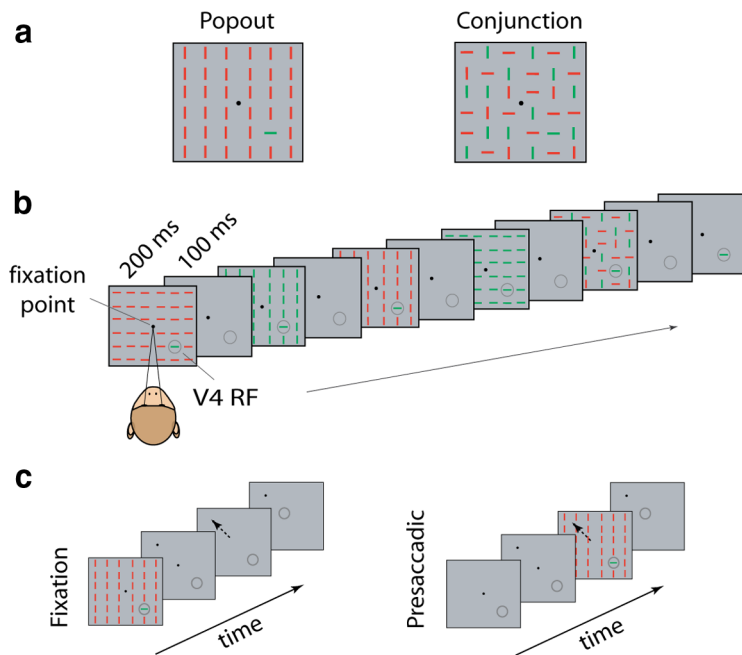 a
Popout
Conjunction
b
200 ms
100 ms
fixation
point
V4 RF
c
Fixation
time
Presaccadic
time